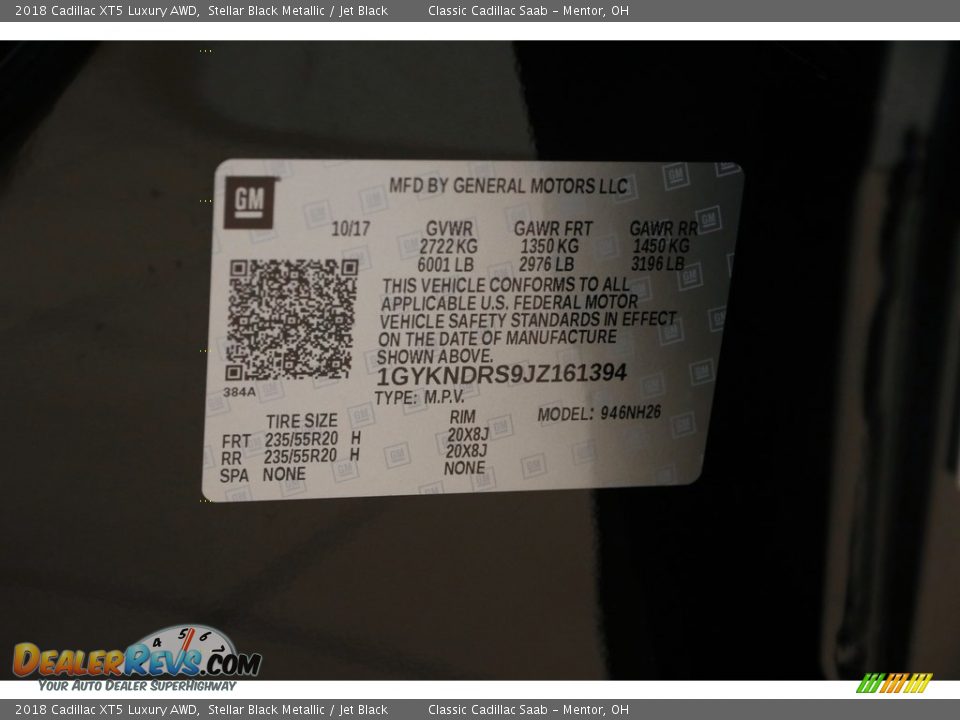 2018 Cadillac XT5 Luxury AWD,  Stellar Black Metallic / Jet Black     Classic Cadillac Saab - Mentor, OH
GM
MFD BY GENERAL MOTORS LLC
10/17 GVWR GAWR FRT GAWR RR
2722 KG 1350 KG 1450 KG
6001 LB 2976 LB 3196 LB
THIS VEHICLE CONFORMS TO ALL
APPLICABLE U.S. FEDERAL MOTOR
VEHICLE SAFETY STANDARDS IN EFFECT
ON THE DATE OF MANUFACTURE
SHOWN ABOVE.
1GYKNDRS9JZ161394
384A
TYPE: M.P.V.
TIRE SIZE RIM MODEL: 946NH26
FRT 235/55R20 H 20X8J
RR 235/55R20 H 20X8J
SPA NONE NONE
4 5 6
DEALERREVS.COM
YOUR AUTO DEALER SUPERHIGHWAY
2018 Cadillac XT5 Luxury AWD,  Stellar Black Metallic / Jet Black     Classic Cadillac Saab - Mentor, OH